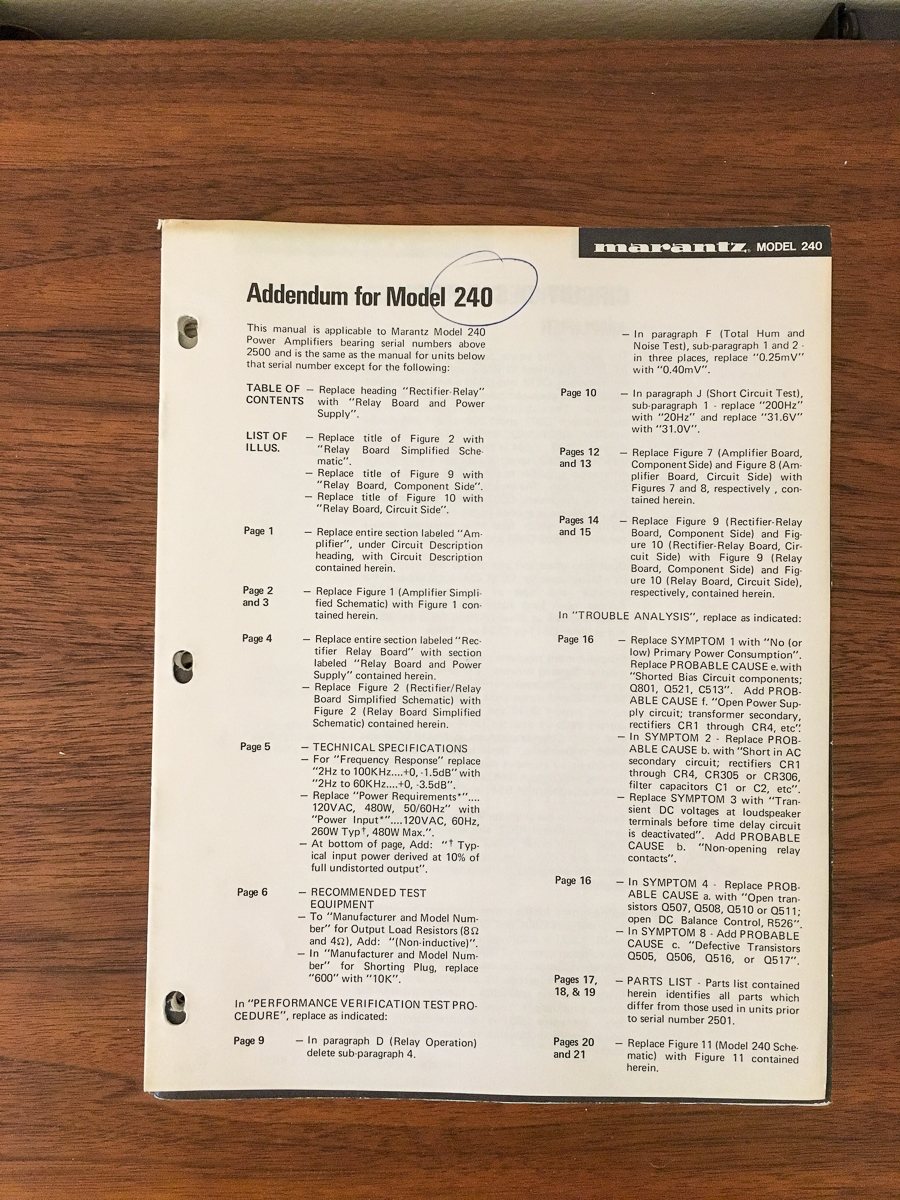 marantz® MODEL 240
Addendum for Model 240
This manual is applicable to Marantz Model 240
Power Amplifiers bearing serial numbers above
2500 and is the same as the manual for units below
that serial number except for the following:
TABLE OF CONTENTS — Replace heading "Rectifier-Relay"
with "Relay Board and Power
Supply".
LIST OF ILLUS. — Replace title of Figure 2 with
"Relay Board Simplified Sche-
matic".
— Replace title of Figure 9 with
"Relay Board, Component Side".
— Replace title of Figure 10 with
"Relay Board, Circuit Side".
Page 1 — Replace entire section labeled "Am-
plifier", under Circuit Description
heading, with Circuit Description
contained herein.
Page 2 and 3 — Replace Figure 1 (Amplifier Simpli-
fied Schematic) with Figure 1 con-
tained herein.
Page 4 — Replace entire section labeled "Rec-
tifier Relay Board" with section
labeled "Relay Board and Power
Supply" contained herein.
— Replace Figure 2 (Rectifier/Relay
Board Simplified Schematic) with
Figure 2 (Relay Board Simplified
Schematic) contained herein.
Page 5 — TECHNICAL SPECIFICATIONS
— For "Frequency Response" replace
"2Hz to 100KHz....+0, -1.5dB" with
"2Hz to 60KHz....+0, -3.5dB".
— Replace "Power Requirements*"....
120VAC, 480W, 50/60Hz" with
"Power Input*"....120VAC, 60Hz,
260W Typ†, 480W Max.".
— At bottom of page, Add: "† Typ-
ical input power derived at 10% of
full undistorted output".
Page 6 — RECOMMENDED TEST
EQUIPMENT
— To "Manufacturer and Model Num-
ber" for Output Load Resistors (8Ω
and 4Ω), Add: "(Non-inductive)".
— In "Manufacturer and Model Num-
ber" for Shorting Plug, replace
"600" with "10K".
In "PERFORMANCE VERIFICATION TEST PRO-
CEDURE", replace as indicated:
Page 9 — In paragraph D (Relay Operation)
delete sub-paragraph 4.
— In paragraph F (Total Hum and
Noise Test), sub-paragraph 1 and 2 -
in three places, replace "0.25mV"
with "0.40mV".
Page 10 — In paragraph J (Short Circuit Test),
sub-paragraph 1 - replace "200Hz"
with "20Hz" and replace "31.6V"
with "31.0V".
Pages 12 and 13 — Replace Figure 7 (Amplifier Board,
Component Side) and Figure 8 (Am-
plifier Board, Circuit Side) with
Figures 7 and 8, respectively , con-
tained herein.
Pages 14 and 15 — Replace Figure 9 (Rectifier-Relay
Board, Component Side) and Fig-
ure 10 (Rectifier-Relay Board, Cir-
cuit Side) with Figure 9 (Relay
Board, Component Side) and Fig-
ure 10 (Relay Board, Circuit Side),
respectively, contained herein.
In "TROUBLE ANALYSIS", replace as indicated:
Page 16 — Replace SYMPTOM 1 with "No (or
low) Primary Power Consumption".
Replace PROBABLE CAUSE e. with
"Shorted Bias Circuit components;
Q801, Q521, C513". Add PROB-
ABLE CAUSE f. "Open Power Sup-
ply circuit; transformer secondary,
rectifiers CR1 through CR4, etc".
— In SYMPTOM 2 - Replace PROB-
ABLE CAUSE b. with "Short in AC
secondary circuit; rectifiers CR1
through CR4, CR305 or CR306,
filter capacitors C1 or C2, etc".
— Replace SYMPTOM 3 with "Tran-
sient DC voltages at loudspeaker
terminals before time delay circuit
is deactivated". Add PROBABLE
CAUSE b. "Non-opening relay
contacts".
Page 16 — In SYMPTOM 4 - Replace PROB-
ABLE CAUSE a. with "Open tran-
sistors Q507, Q508, Q510 or Q511;
open DC Balance Control, R526".
— In SYMPTOM 8 - Add PROBABLE
CAUSE c. "Defective Transistors
Q505, Q506, Q516, or Q517".
Pages 17, 18, & 19 — PARTS LIST - Parts list contained
herein identifies all parts which
differ from those used in units prior
to serial number 2501.
Pages 20 and 21 — Replace Figure 11 (Model 240 Sche-
matic) with Figure 11 contained
herein.